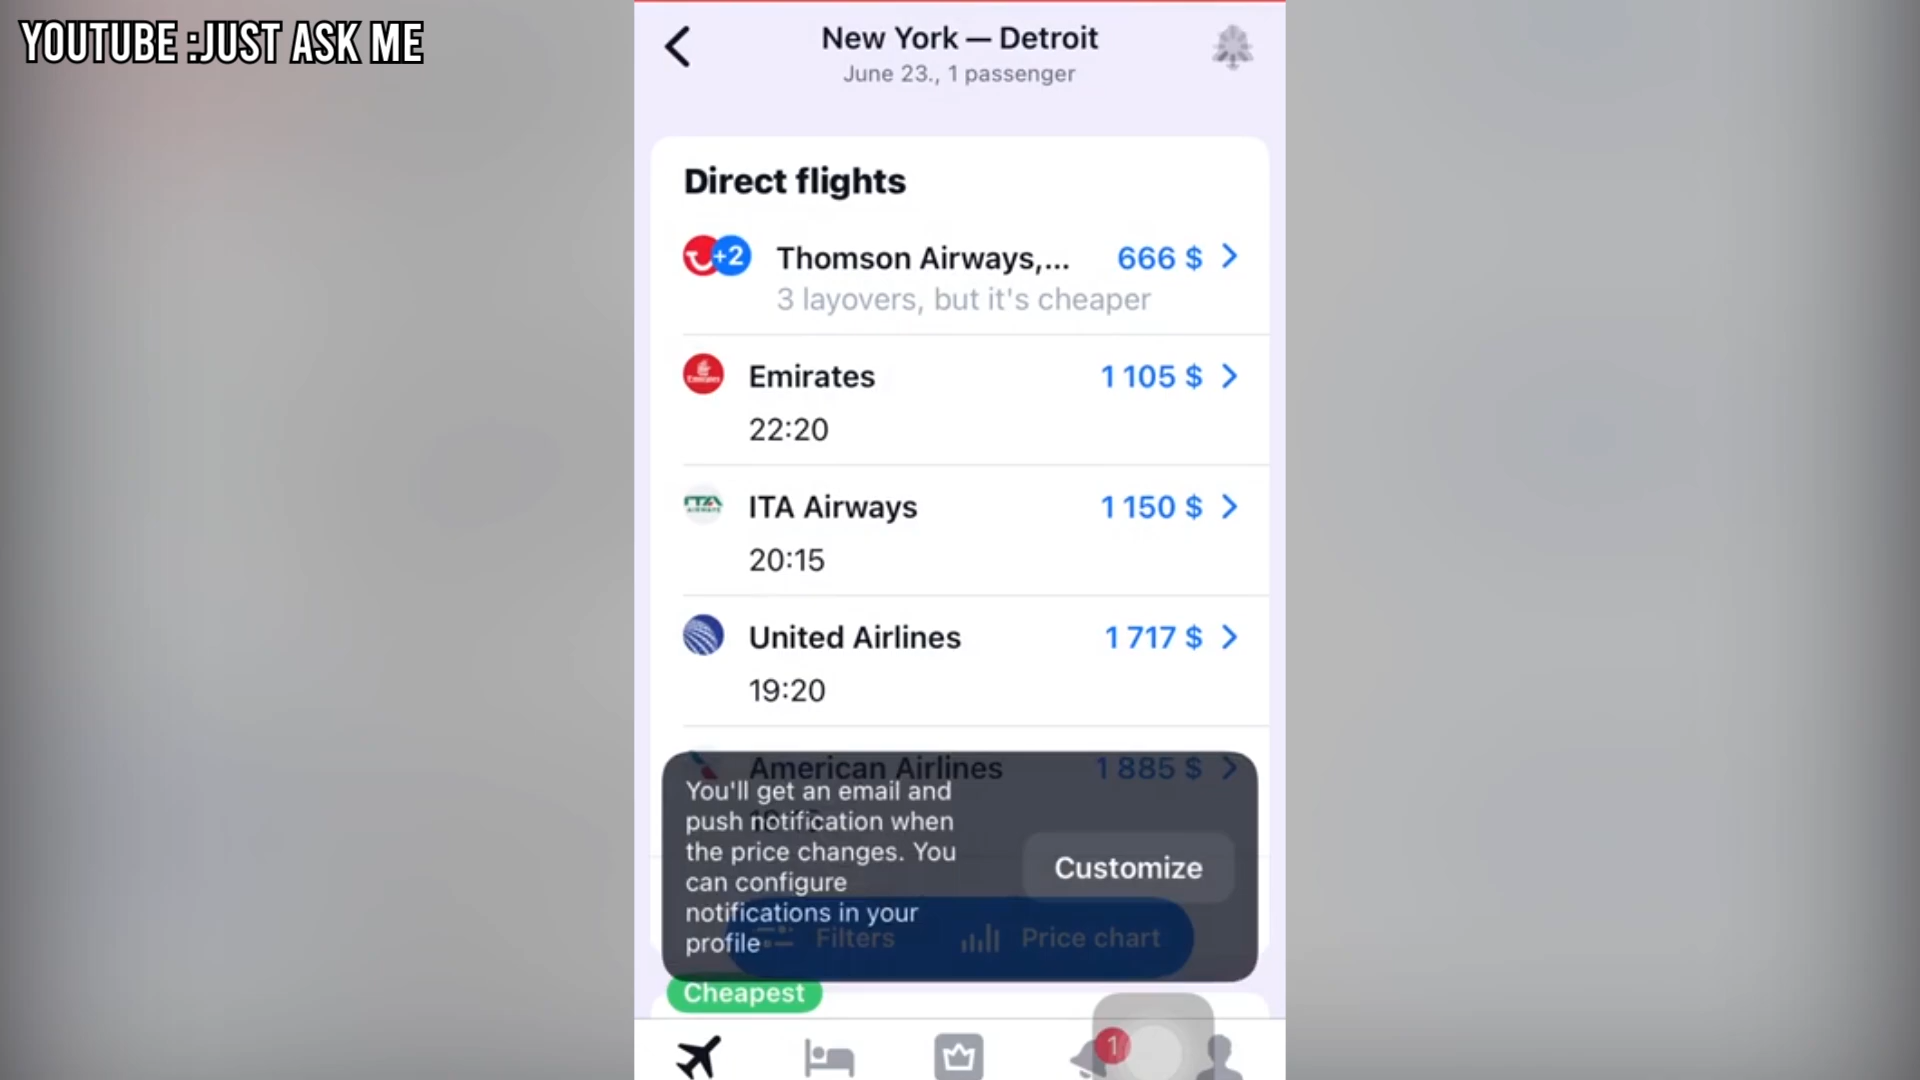 YOUTUBE :JUST ASK ME
New York — Detroit
June 23., 1 passenger
Direct flights
+2 Thomson Airways,... 666 $
3 layovers, but it's cheaper
Emirates
Emirates 1 105 $
22:20
ITA AIRWAYS
ITA Airways 1 150 $
20:15
United Airlines 1 717 $
19:20
American Airlines 1 885 $
You'll get an email and
push notification when
the price changes. You
can configure
notifications in your
profile
Customize
Filters Price chart
Cheapest
1